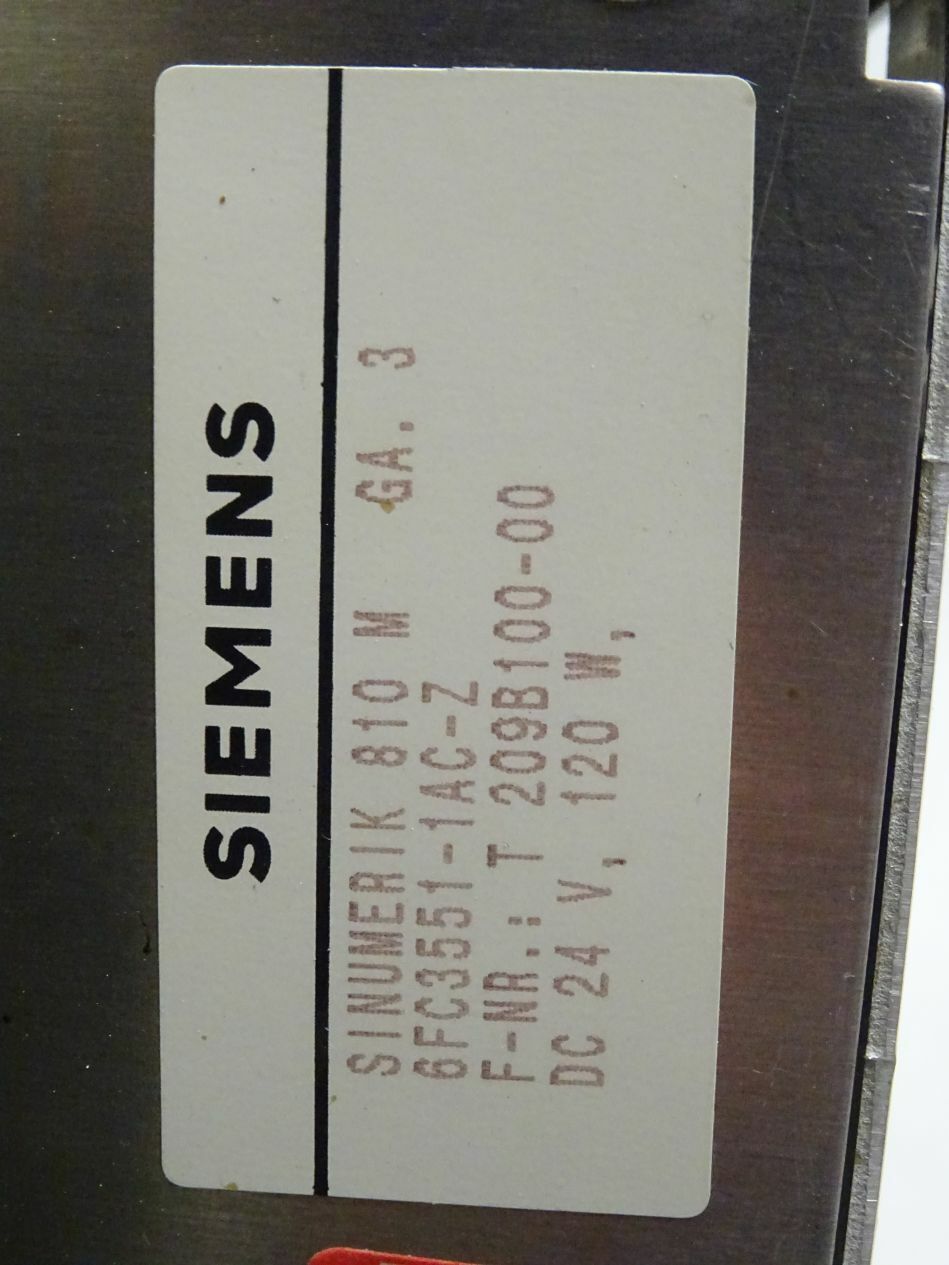 SIEMENS
SINUMERIK 810 M GA. 3
6FC3551-1AC-Z
F-NR.: T 209B100-00
DC 24 V, 120 W,